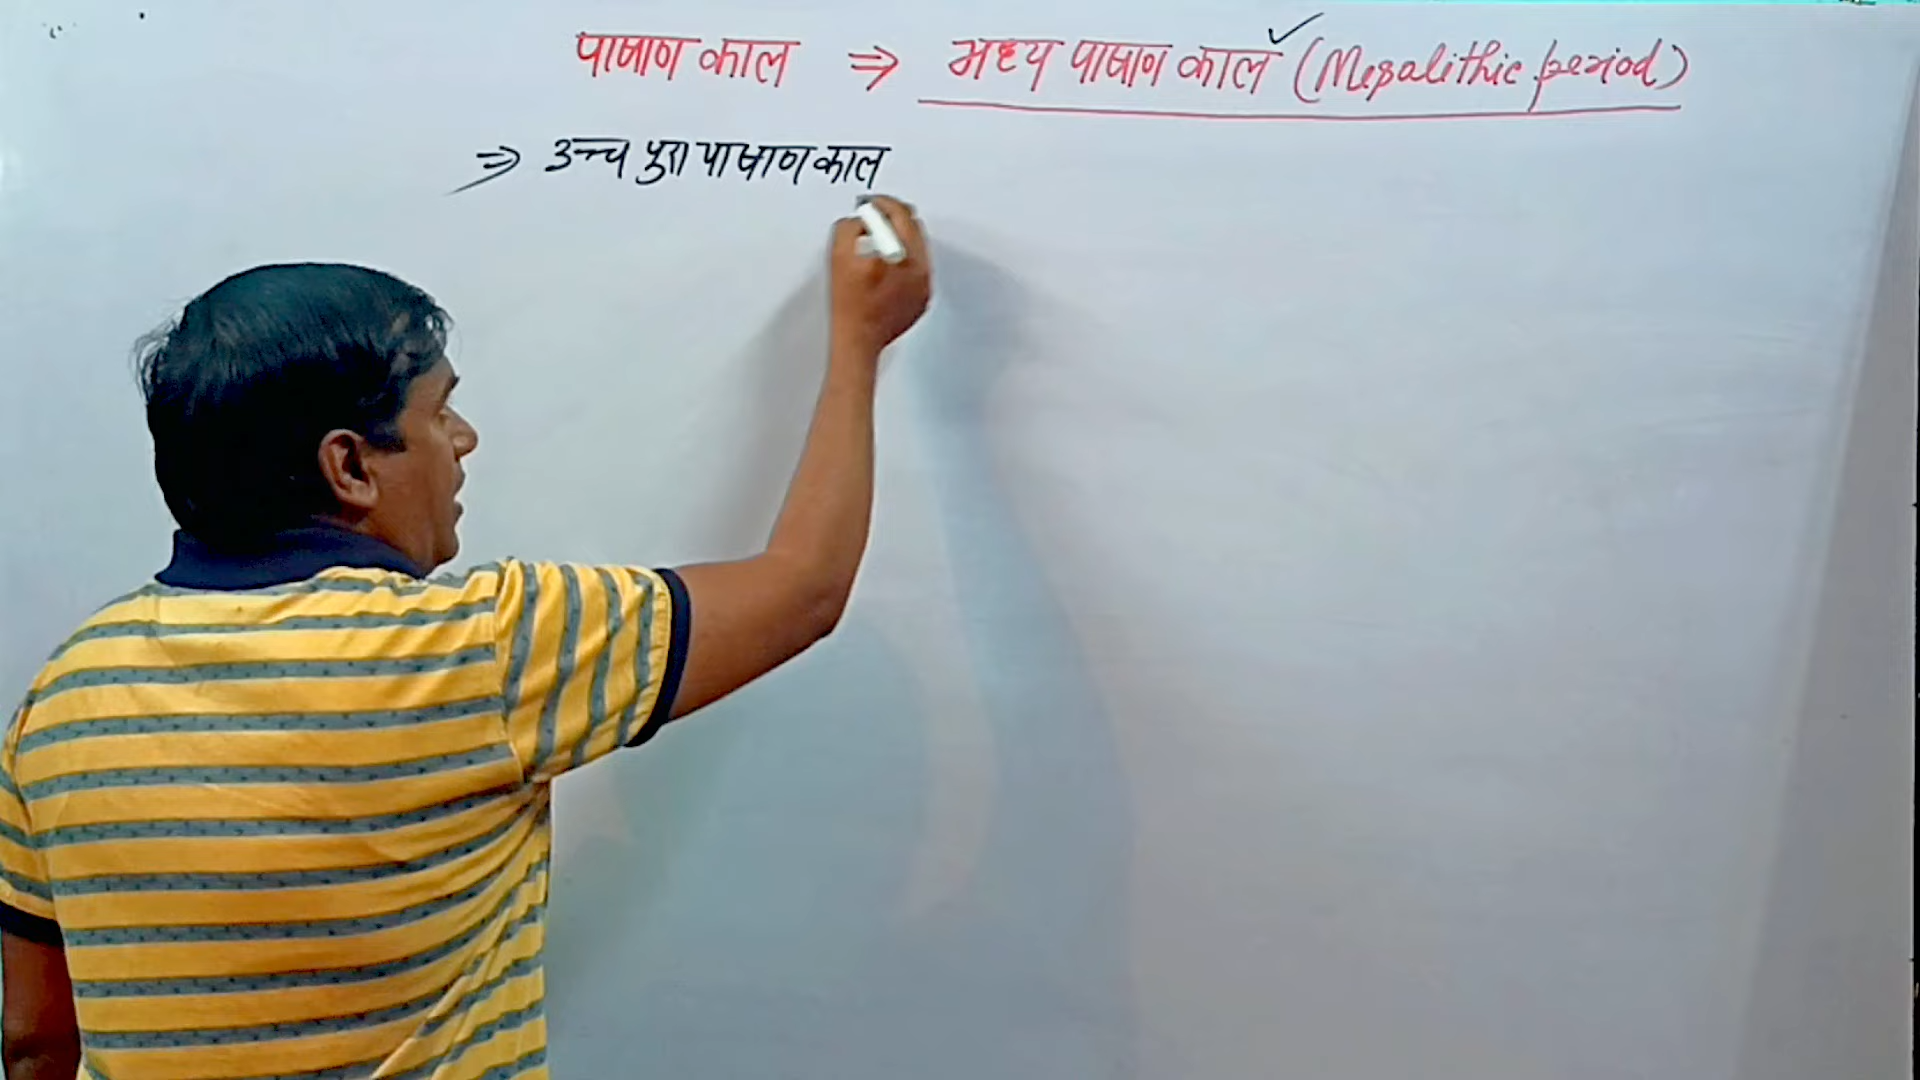 पाषाण काल ⇒ मध्य पाषाण काल ✓ (Mesalithic period)
⇒ उच्च पुरा पाषाण काल